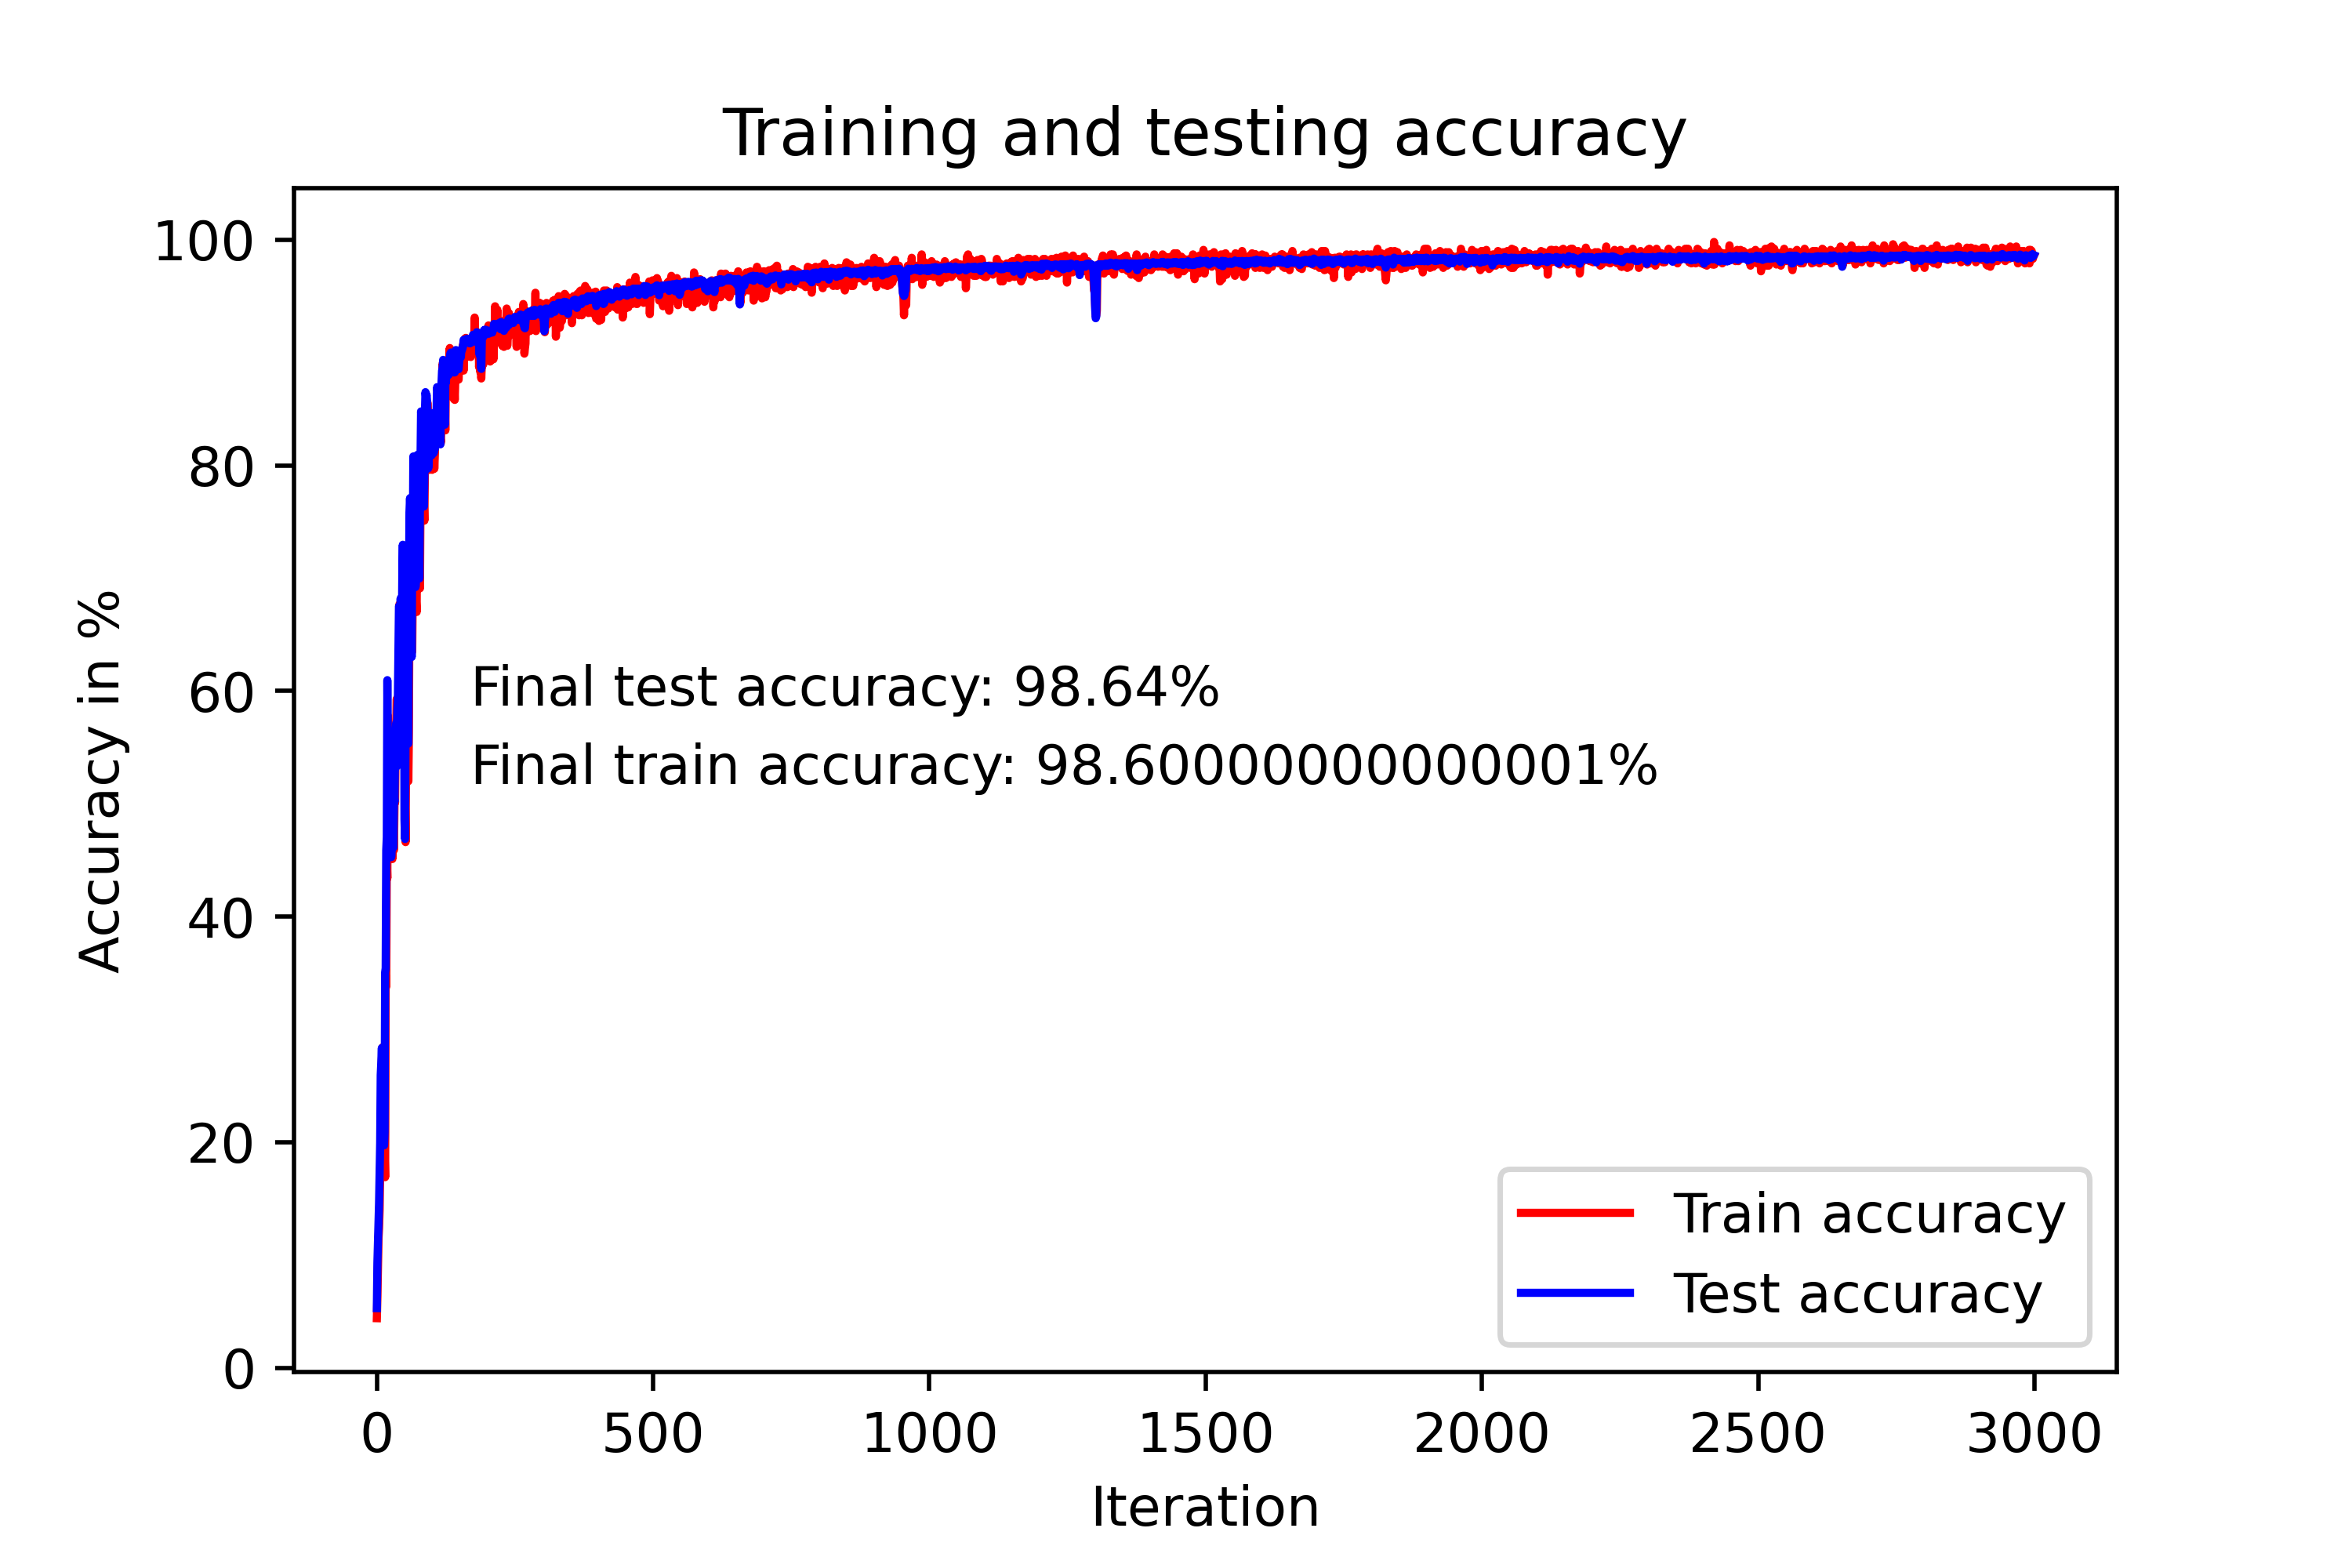 Training and testing accuracy
100
80
60
40
20
0
Accuracy in %
Final test accuracy: 98.64%
Final train accuracy: 98.60000000000001%
Train accuracy
Test accuracy
0 500 1000 1500 2000 2500 3000
Iteration